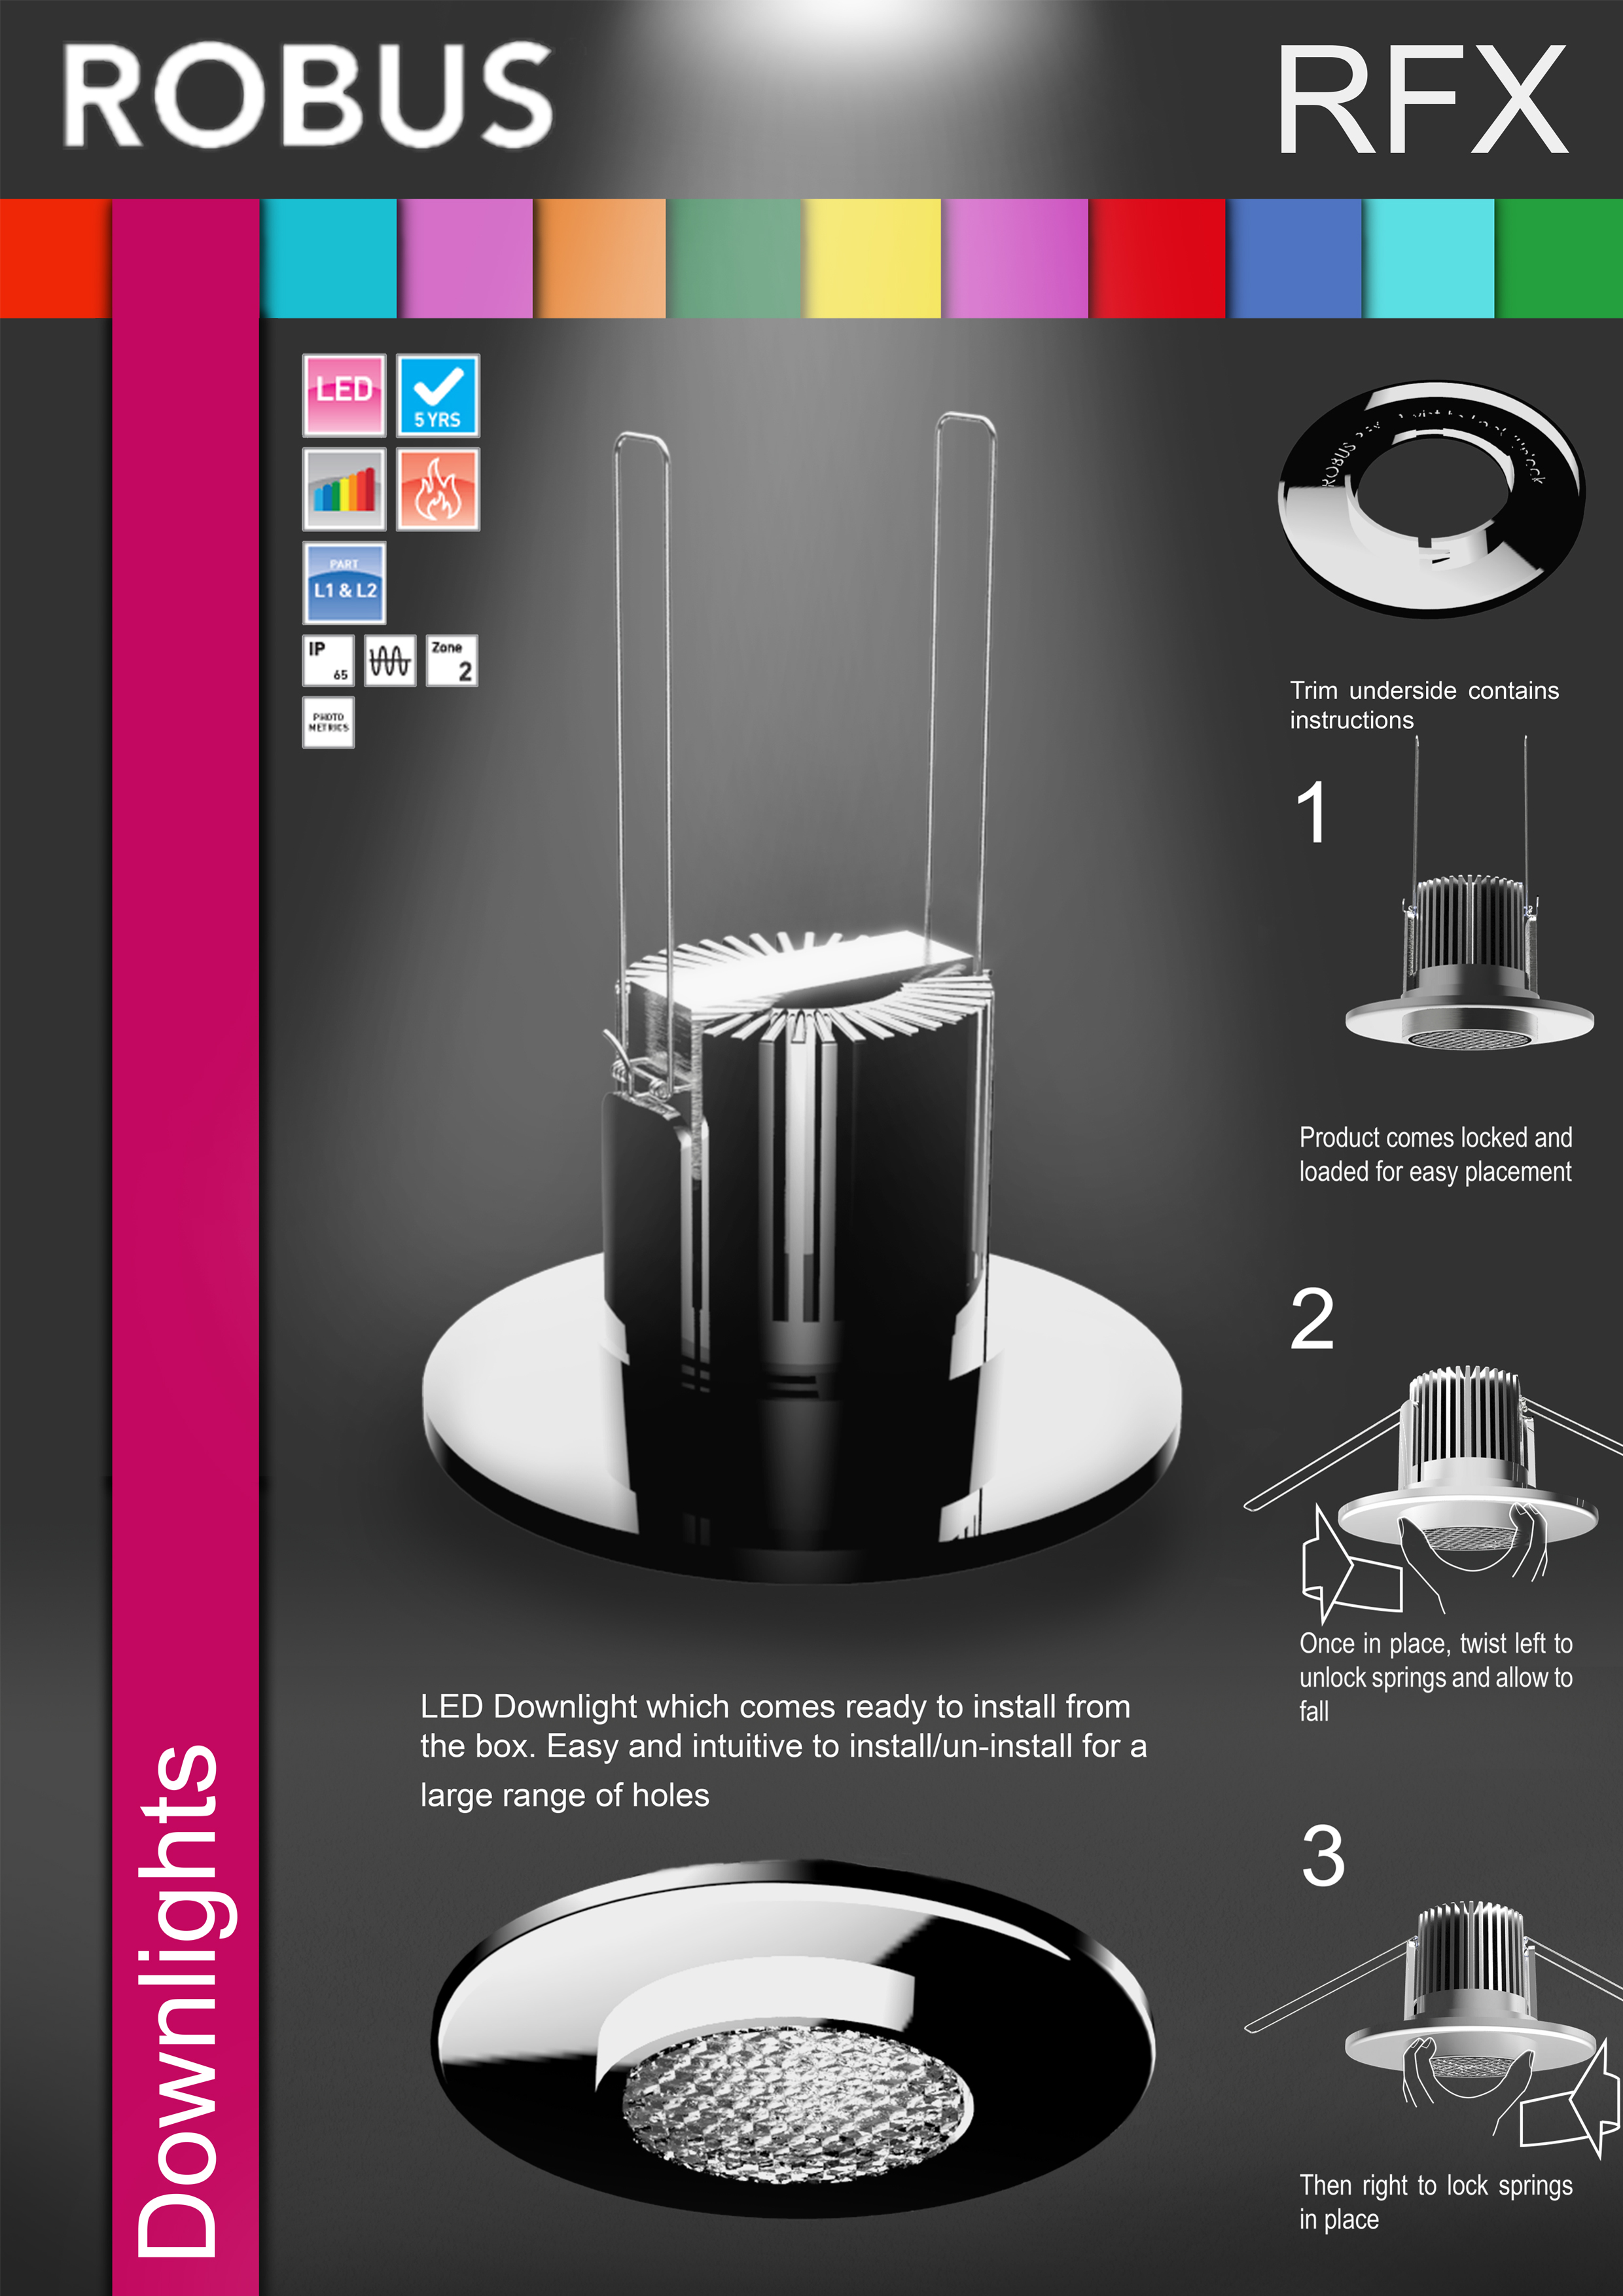 ROBUS
RFX
LED
5 YRS
PART
L1 & L2
IP
65
Zone
2
PHOTO
METRICS
ROBUS
Trim underside contains
instructions
1
Product comes locked and
loaded for easy placement
2
Once in place, twist left to
unlock springs and allow to
fall
LED Downlight which comes ready to install from
the box. Easy and intuitive to install/un-install for a
large range of holes
3
Then right to lock springs
in place
Downlights